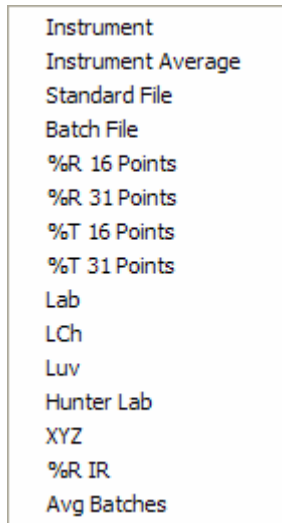 Instrument
Instrument Average
Standard File
Batch File
%R 16 Points
%R 31 Points
%T 16 Points
%T 31 Points
Lab
LCh
Luv
Hunter Lab
XYZ
%R IR
Avg Batches